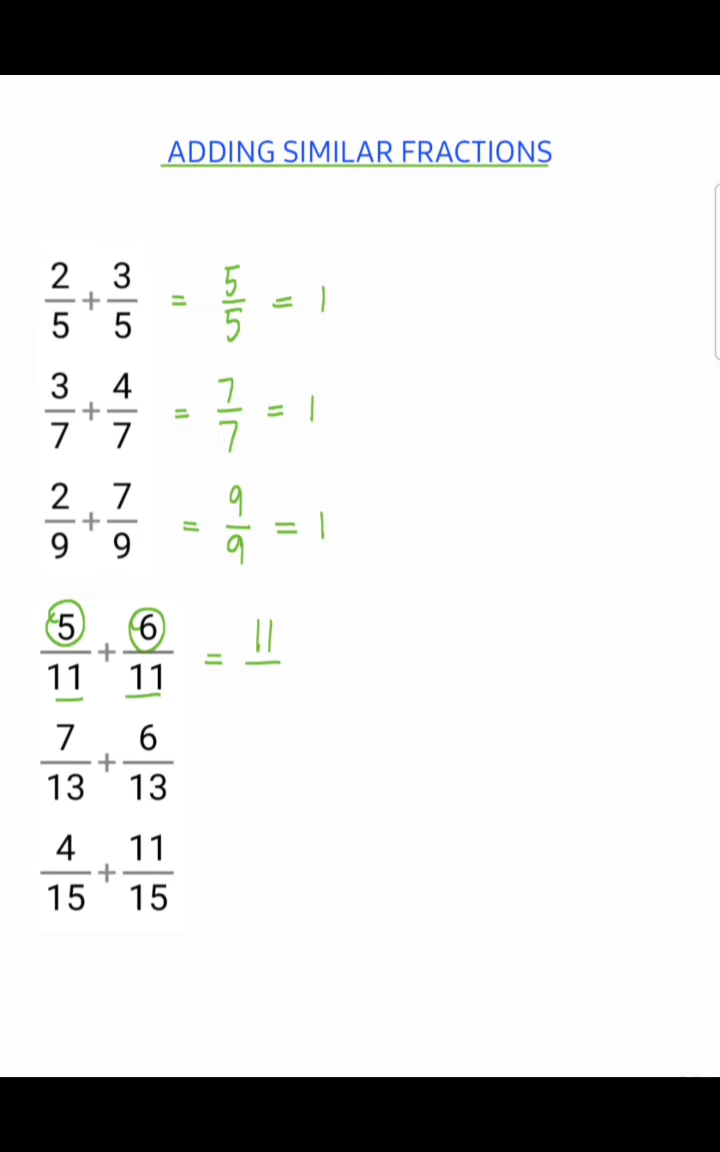 ADDING SIMILAR FRACTIONS
2/5 + 3/5 = 5/5 = 1
3/7 + 4/7 = 7/7 = 1
2/9 + 7/9 = 9/9 = 1
5/11 + 6/11 = 11/
7/13 + 6/13
4/15 + 11/15